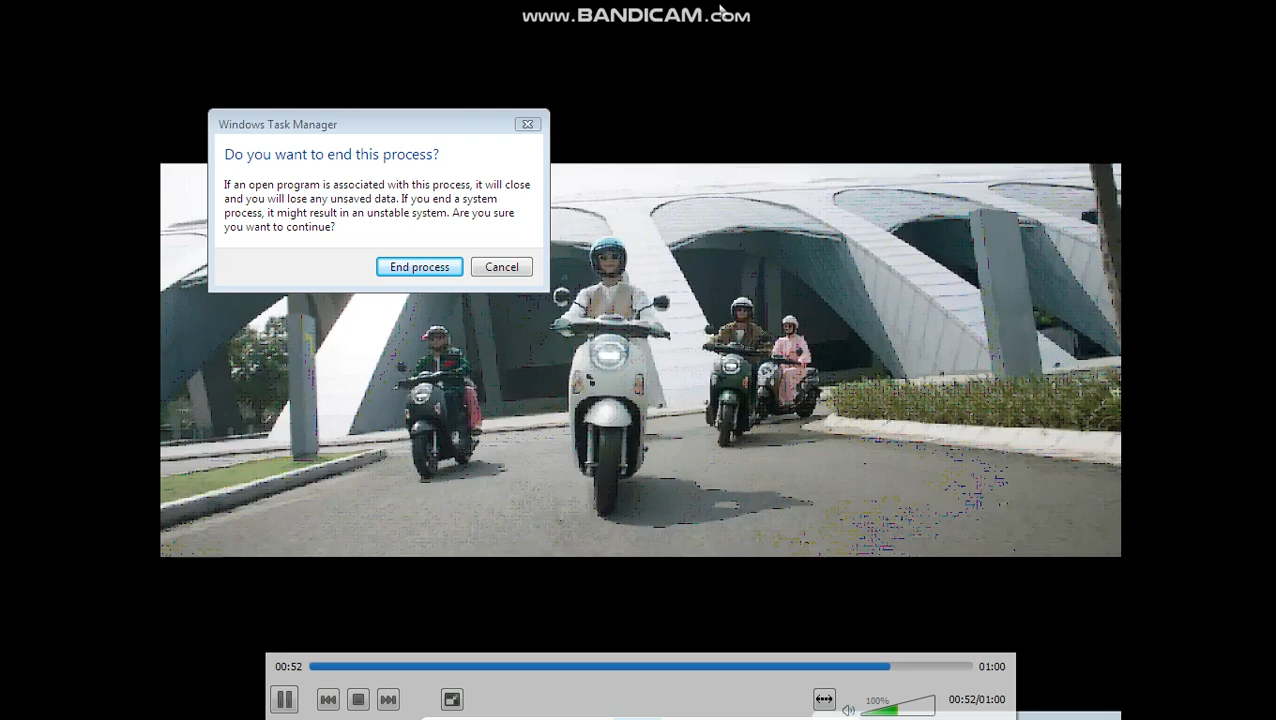 www.BANDICAM.COM
Windows Task Manager
Do you want to end this process?
If an open program is associated with this process, it will close
and you will lose any unsaved data. If you end a system
process, it might result in an unstable system. Are you sure
you want to continue?
End process Cancel
00:52 01:00
100% 00:52/01:00